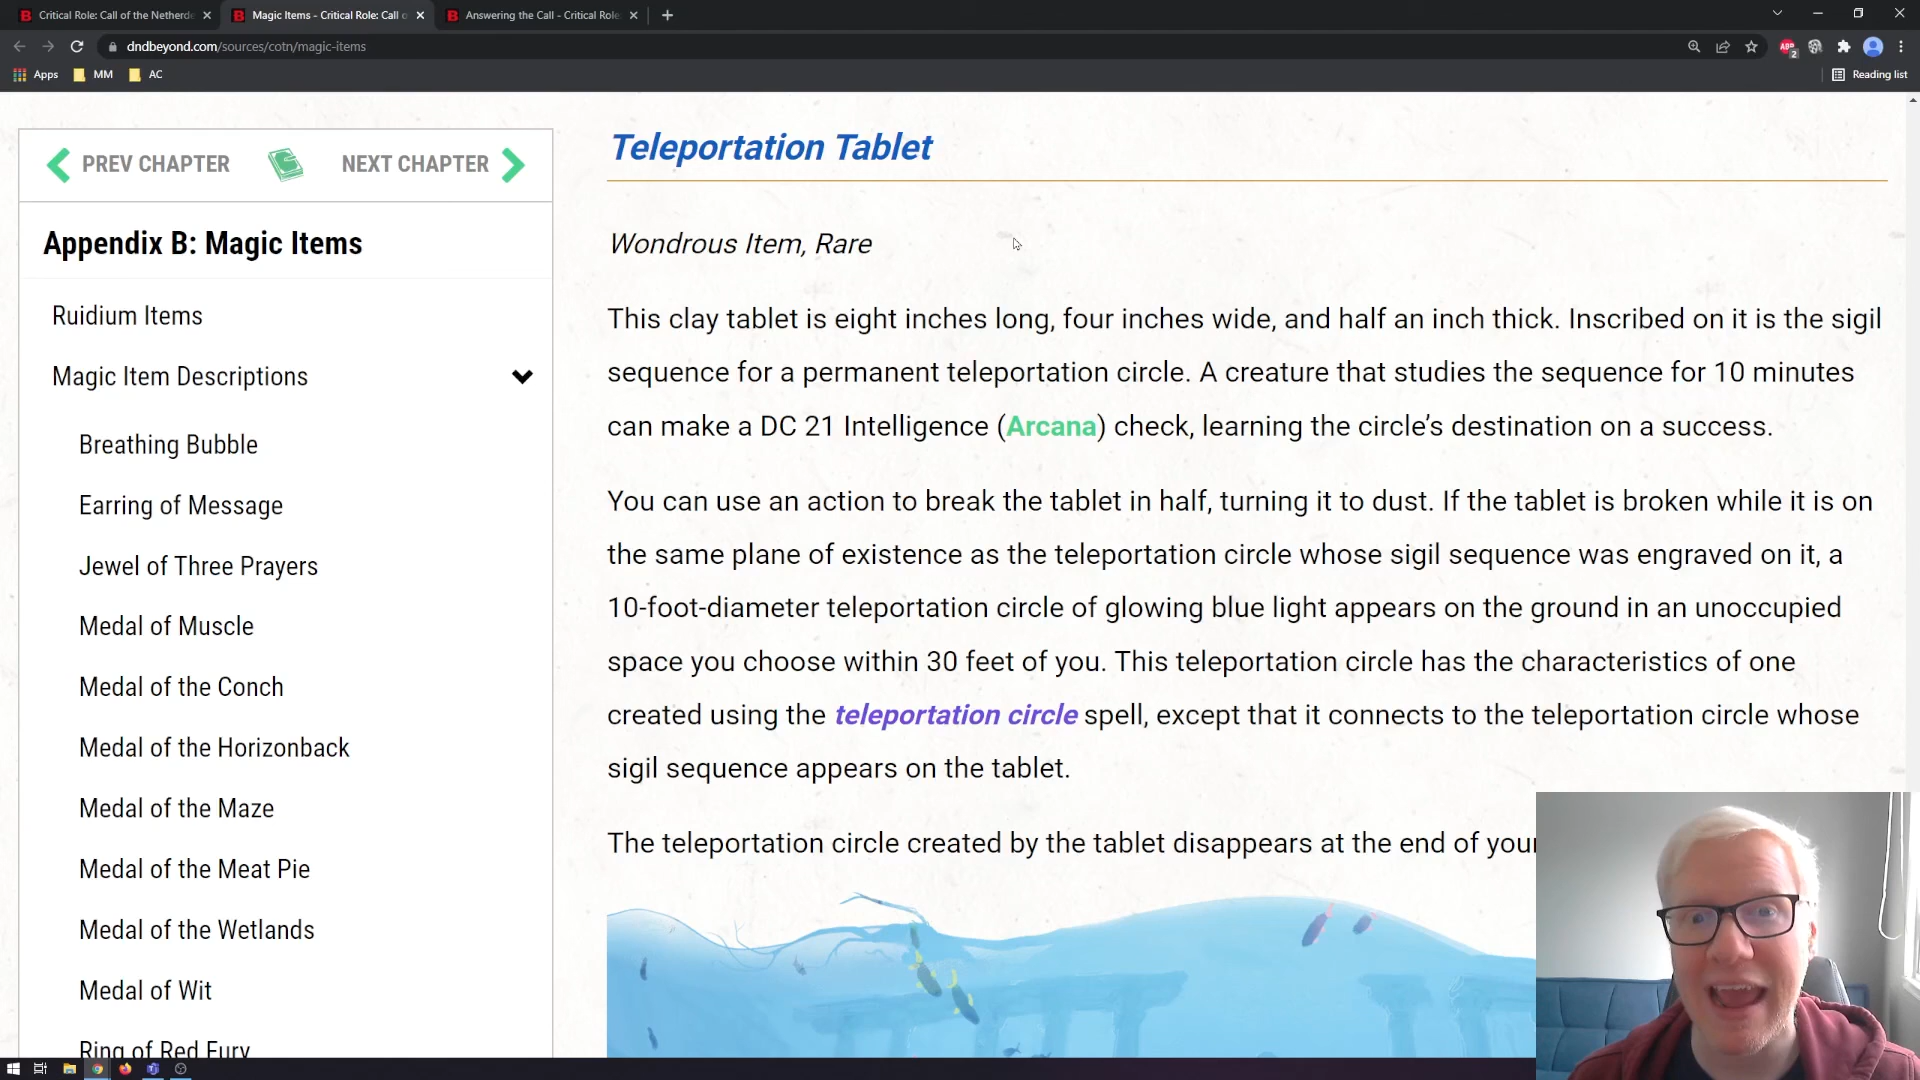 Critical Role: Call of the Netherde
Magic Items - Critical Role: Call o
Answering the Call - Critical Role
dndbeyond.com/sources/cotn/magic-items
Apps
MM
AC
Reading list
PREV CHAPTER
NEXT CHAPTER
Appendix B: Magic Items
Ruidium Items
Magic Item Descriptions
Breathing Bubble
Earring of Message
Jewel of Three Prayers
Medal of Muscle
Medal of the Conch
Medal of the Horizonback
Medal of the Maze
Medal of the Meat Pie
Medal of the Wetlands
Medal of Wit
Ring of Red Fury
Teleportation Tablet
Wondrous Item, Rare
This clay tablet is eight inches long, four inches wide, and half an inch thick. Inscribed on it is the sigil
sequence for a permanent teleportation circle. A creature that studies the sequence for 10 minutes
can make a DC 21 Intelligence (Arcana) check, learning the circle’s destination on a success.
You can use an action to break the tablet in half, turning it to dust. If the tablet is broken while it is on
the same plane of existence as the teleportation circle whose sigil sequence was engraved on it, a
10-foot-diameter teleportation circle of glowing blue light appears on the ground in an unoccupied
space you choose within 30 feet of you. This teleportation circle has the characteristics of one
created using the teleportation circle spell, except that it connects to the teleportation circle whose
sigil sequence appears on the tablet.
The teleportation circle created by the tablet disappears at the end of your